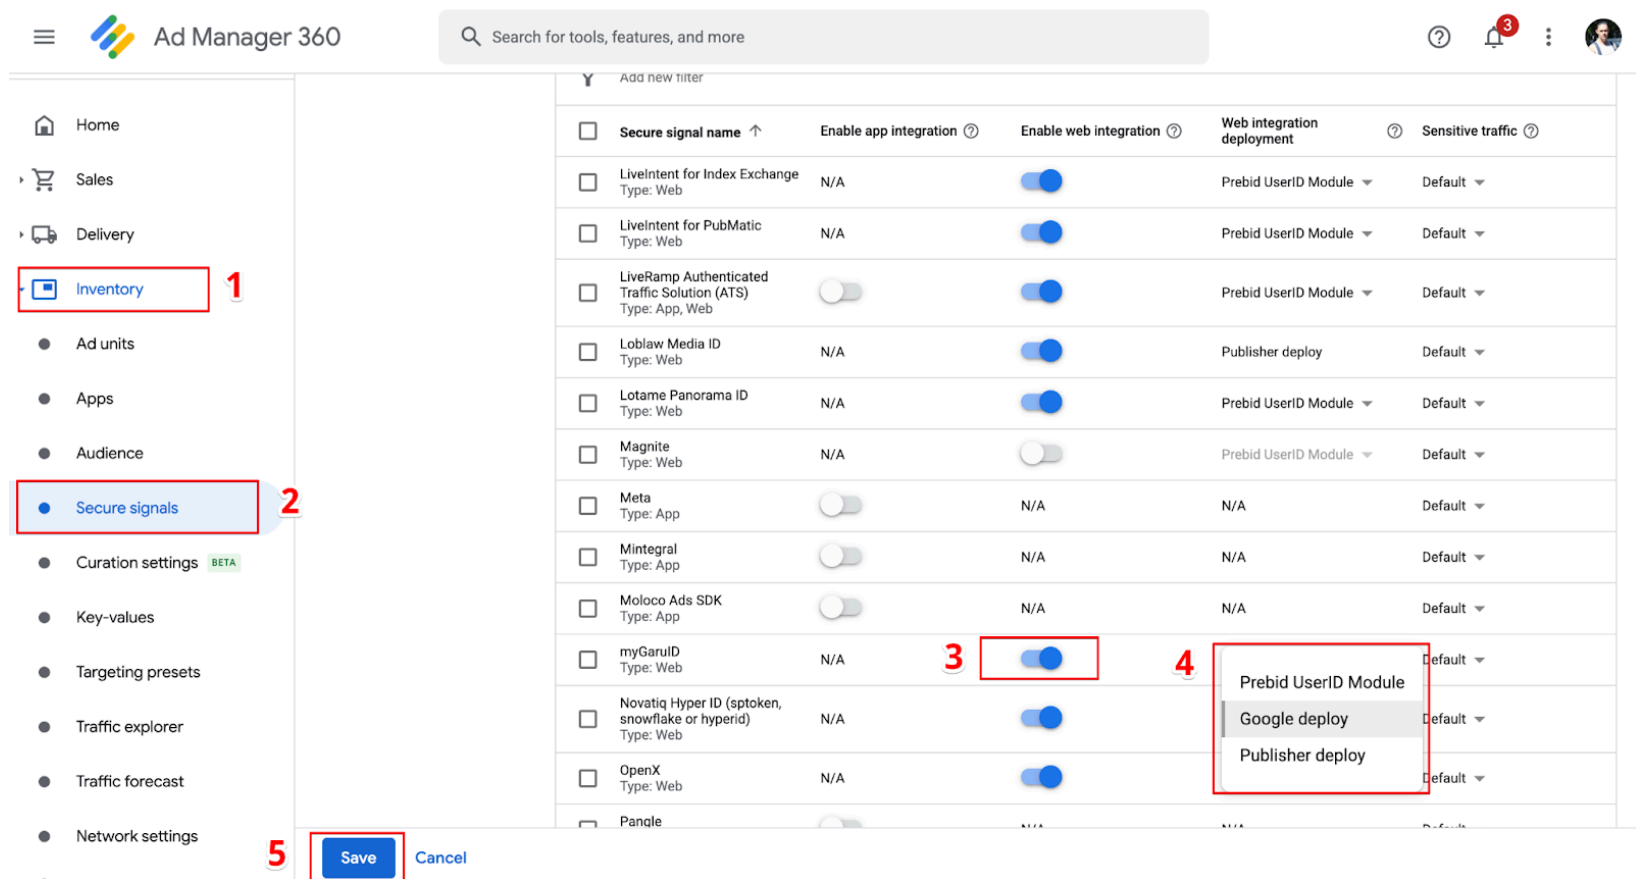 Ad Manager 360
Search for tools, features, and more
3
Add new filter
Home
Sales
Delivery
Inventory
1
Ad units
Apps
Audience
Secure signals
2
Curation settings BETA
Key-values
Targeting presets
Traffic explorer
Traffic forecast
Network settings
Secure signal name
Enable app integration
Enable web integration
Web integration
deployment
Sensitive traffic
LiveIntent for Index Exchange
Type: Web
N/A
Prebid UserID Module
Default
LiveIntent for PubMatic
Type: Web
N/A
Prebid UserID Module
Default
LiveRamp Authenticated
Traffic Solution (ATS)
Type: App, Web
Prebid UserID Module
Default
Loblaw Media ID
Type: Web
N/A
Publisher deploy
Default
Lotame Panorama ID
Type: Web
N/A
Prebid UserID Module
Default
Magnite
Type: Web
N/A
Prebid UserID Module
Default
Meta
Type: App
N/A
N/A
Default
Mintegral
Type: App
N/A
N/A
Default
Moloco Ads SDK
Type: App
N/A
N/A
Default
myGaruID
Type: Web
N/A
3
4
Prebid UserID Module
Google deploy
Publisher deploy
Default
Novatiq Hyper ID (sptoken,
snowflake or hyperid)
Type: Web
N/A
Default
OpenX
Type: Web
N/A
Default
Pangle
N/A
N/A
Default
5
Save
Cancel